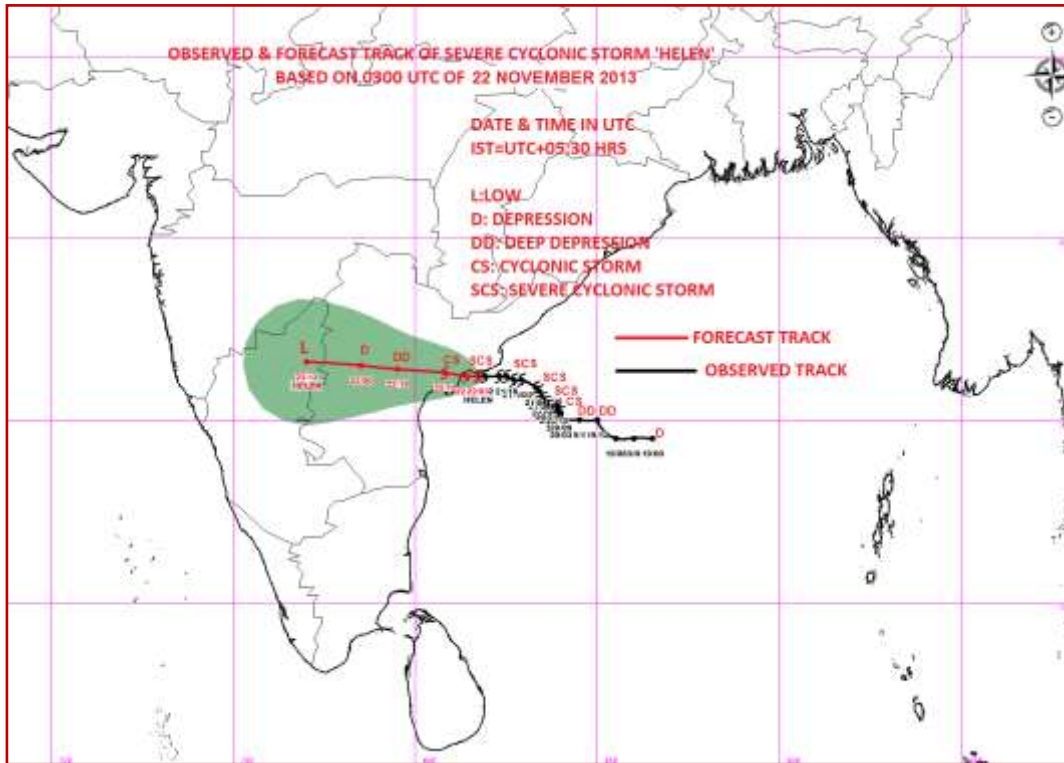 OBSERVED & FORECAST TRACK OF SEVERE CYCLONIC STORM 'HELEN'
BASED ON 0300 UTC OF 22 NOVEMBER 2013
DATE & TIME IN UTC
IST=UTC+05:30 HRS
L:LOW
D: DEPRESSION
DD: DEEP DEPRESSION
CS: CYCLONIC STORM
SCS: SEVERE CYCLONIC STORM
FORECAST TRACK
OBSERVED TRACK
L
D
DD
CS
SCS
SCS
SCS
SCS
CS
DD
DD
D
HELEN
HELEN